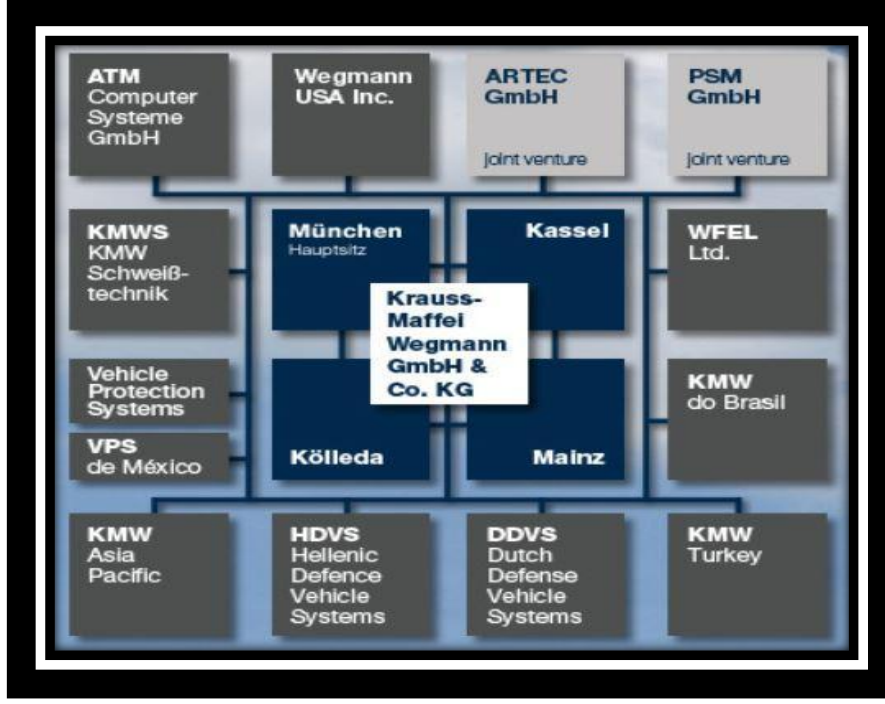 ATM
Computer
Systeme
GmbH
Wegmann
USA Inc.
ARTEC
GmbH
joint venture
PSM
GmbH
joint venture
KMWS
KMW
Schweiß-
technik
München
Hauptsitz
Kassel
WFEL
Ltd.
Krauss-
Maffei
Wegmann
GmbH &
Co. KG
Vehicle
Protection
Systems
VPS
de México
Kölleda
Mainz
KMW
do Brasil
KMW
Asia
Pacific
HDVS
Hellenic
Defence
Vehicle
Systems
DDVS
Dutch
Defense
Vehicle
Systems
KMW
Turkey